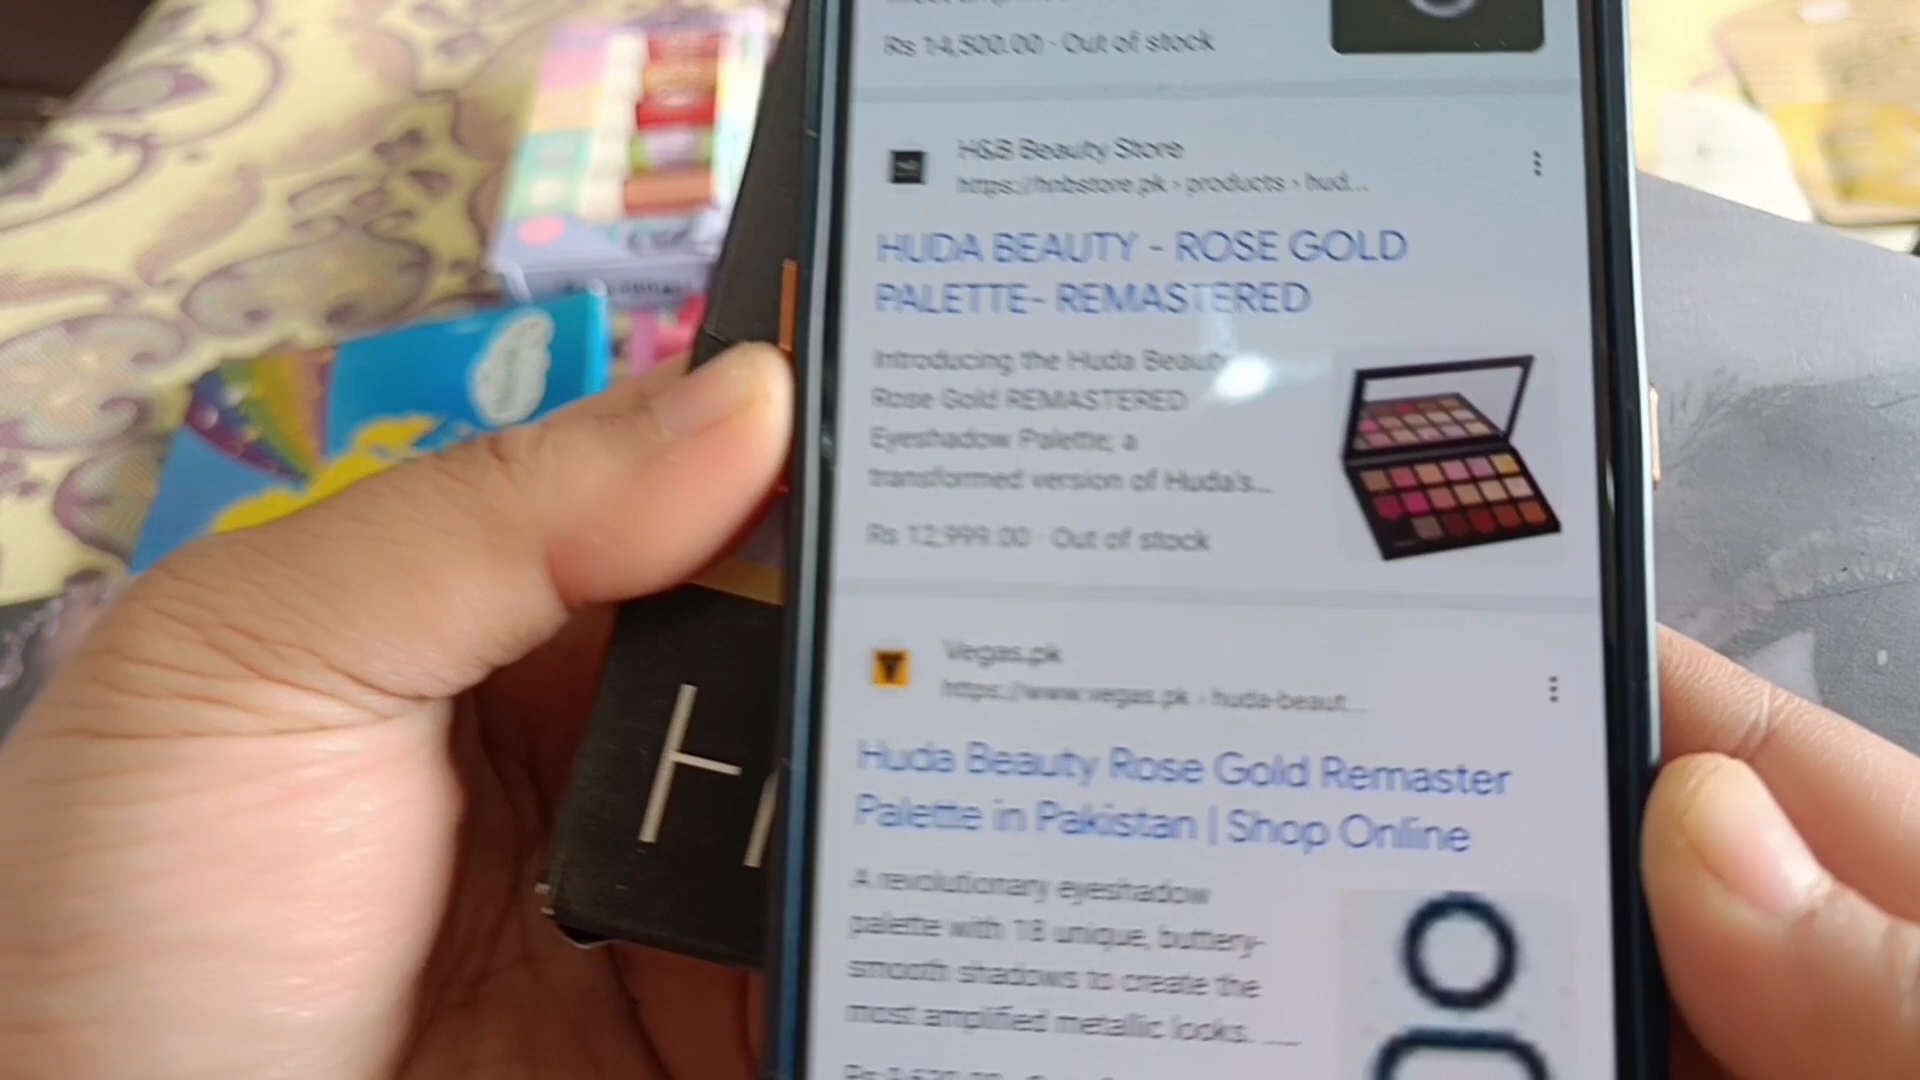 Rs 14,500.00 · Out of stock
H&B Beauty Store
https://hnbstore.pk › products › hud...
HUDA BEAUTY - ROSE GOLD
PALETTE- REMASTERED
Introducing the Huda Beauty
Rose Gold REMASTERED
Eyeshadow Palette; a
transformed version of Huda's...
Rs 12,999.00 · Out of stock
Vegas.pk
https://www.vegas.pk › huda-beaut...
Huda Beauty Rose Gold Remaster
Palette in Pakistan | Shop Online
A revolutionary eyeshadow
palette with 18 unique, buttery-
smooth shadows to create the
most amplified metallic looks. ...
H